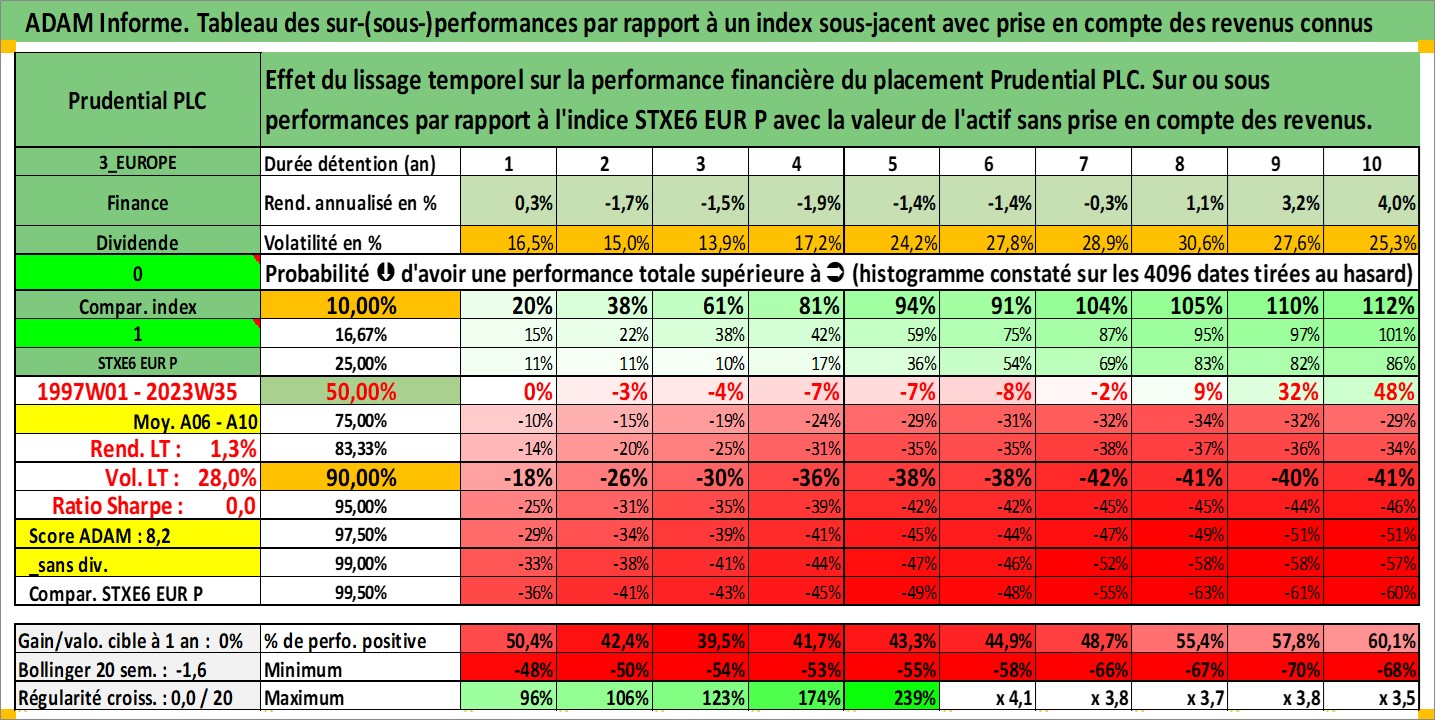 ADAM Informe. Tableau des sur-(sous-)performances par rapport à un index sous-jacent avec prise en compte des revenus connus
Prudential PLC
Effet du lissage temporel sur la performance financière du placement Prudential PLC. Sur ou sous
performances par rapport à l'indice STXE6 EUR P avec la valeur de l'actif sans prise en compte des revenus.
3_EUROPE Durée détention (an) 1 2 3 4 5 6 7 8 9 10
Finance Rend. annualisé en % 0,3% -1,7% -1,5% -1,9% -1,4% -1,4% -0,3% 1,1% 3,2% 4,0%
Dividende Volatilité en % 16,5% 15,0% 13,9% 17,2% 24,2% 27,8% 28,9% 30,6% 27,6% 25,3%
0 Probabilité d'avoir une performance totale supérieure à (histogramme constaté sur les 4096 dates tirées au hasard)
Compar. index 10,00% 20% 38% 61% 81% 94% 91% 104% 105% 110% 112%
1 16,67% 15% 22% 38% 42% 59% 75% 87% 95% 97% 101%
STXE6 EUR P 25,00% 11% 11% 10% 17% 36% 54% 69% 83% 82% 86%
1997W01 - 2023W35 50,00% 0% -3% -4% -7% -7% -8% -2% 9% 32% 48%
Moy. A06 - A10 75,00% -10% -15% -19% -24% -29% -31% -32% -34% -32% -29%
Rend. LT : 1,3% 83,33% -14% -20% -25% -31% -35% -35% -38% -37% -36% -34%
Vol. LT : 28,0% 90,00% -18% -26% -30% -36% -38% -38% -42% -41% -40% -41%
Ratio Sharpe : 0,0 95,00% -25% -31% -35% -39% -42% -42% -45% -45% -44% -46%
Score ADAM : 8,2 97,50% -29% -34% -39% -41% -45% -44% -47% -49% -51% -51%
_sans div. 99,00% -33% -38% -41% -44% -47% -46% -52% -58% -58% -57%
Compar. STXE6 EUR P 99,50% -36% -41% -43% -45% -49% -48% -55% -63% -61% -60%
Gain/valo. cible à 1 an : 0% % de perfo. positive 50,4% 42,4% 39,5% 41,7% 43,3% 44,9% 48,7% 55,4% 57,8% 60,1%
Bollinger 20 sem. : -1,6 Minimum -48% -50% -54% -53% -55% -58% -66% -67% -70% -68%
Régularité croiss. : 0,0 / 20 Maximum 96% 106% 123% 174% 239% x 4,1 x 3,8 x 3,7 x 3,8 x 3,5